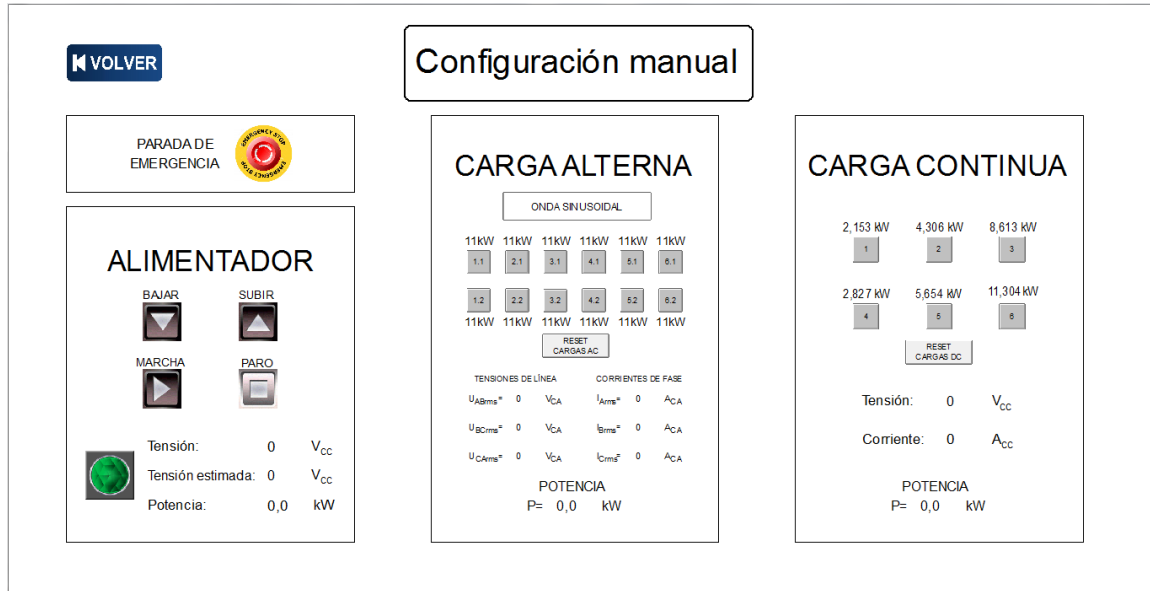 VOLVER
Configuración manual
PARADA DE
EMERGENCIA
EMERGENCY STOP
EMERGENCY STOP
ALIMENTADOR
BAJAR SUBIR
MARCHA PARO
Tensión: 0 Vcc
Tensión estimada: 0 Vcc
Potencia: 0,0 kW
CARGA ALTERNA
ONDA SINUSOIDAL
11kW 11kW 11kW 11kW 11kW 11kW
1.1 2.1 3.1 4.1 5.1 6.1
1.2 2.2 3.2 4.2 5.2 6.2
11kW 11kW 11kW 11kW 11kW 11kW
RESET
CARGAS AC
TENSIONES DE LÍNEA CORRIENTES DE FASE
UABrms= 0 VCA IArms= 0 ACA
UBCrms= 0 VCA IBrms= 0 ACA
UCArms= 0 VCA ICrms= 0 ACA
POTENCIA
P= 0,0 kW
CARGA CONTINUA
2,153 kW 4,306 kW 8,613 kW
1 2 3
2,827 kW 5,654 kW 11,304 kW
4 5 6
RESET
CARGAS DC
Tensión: 0 VCC
Corriente: 0 ACC
POTENCIA
P= 0,0 kW